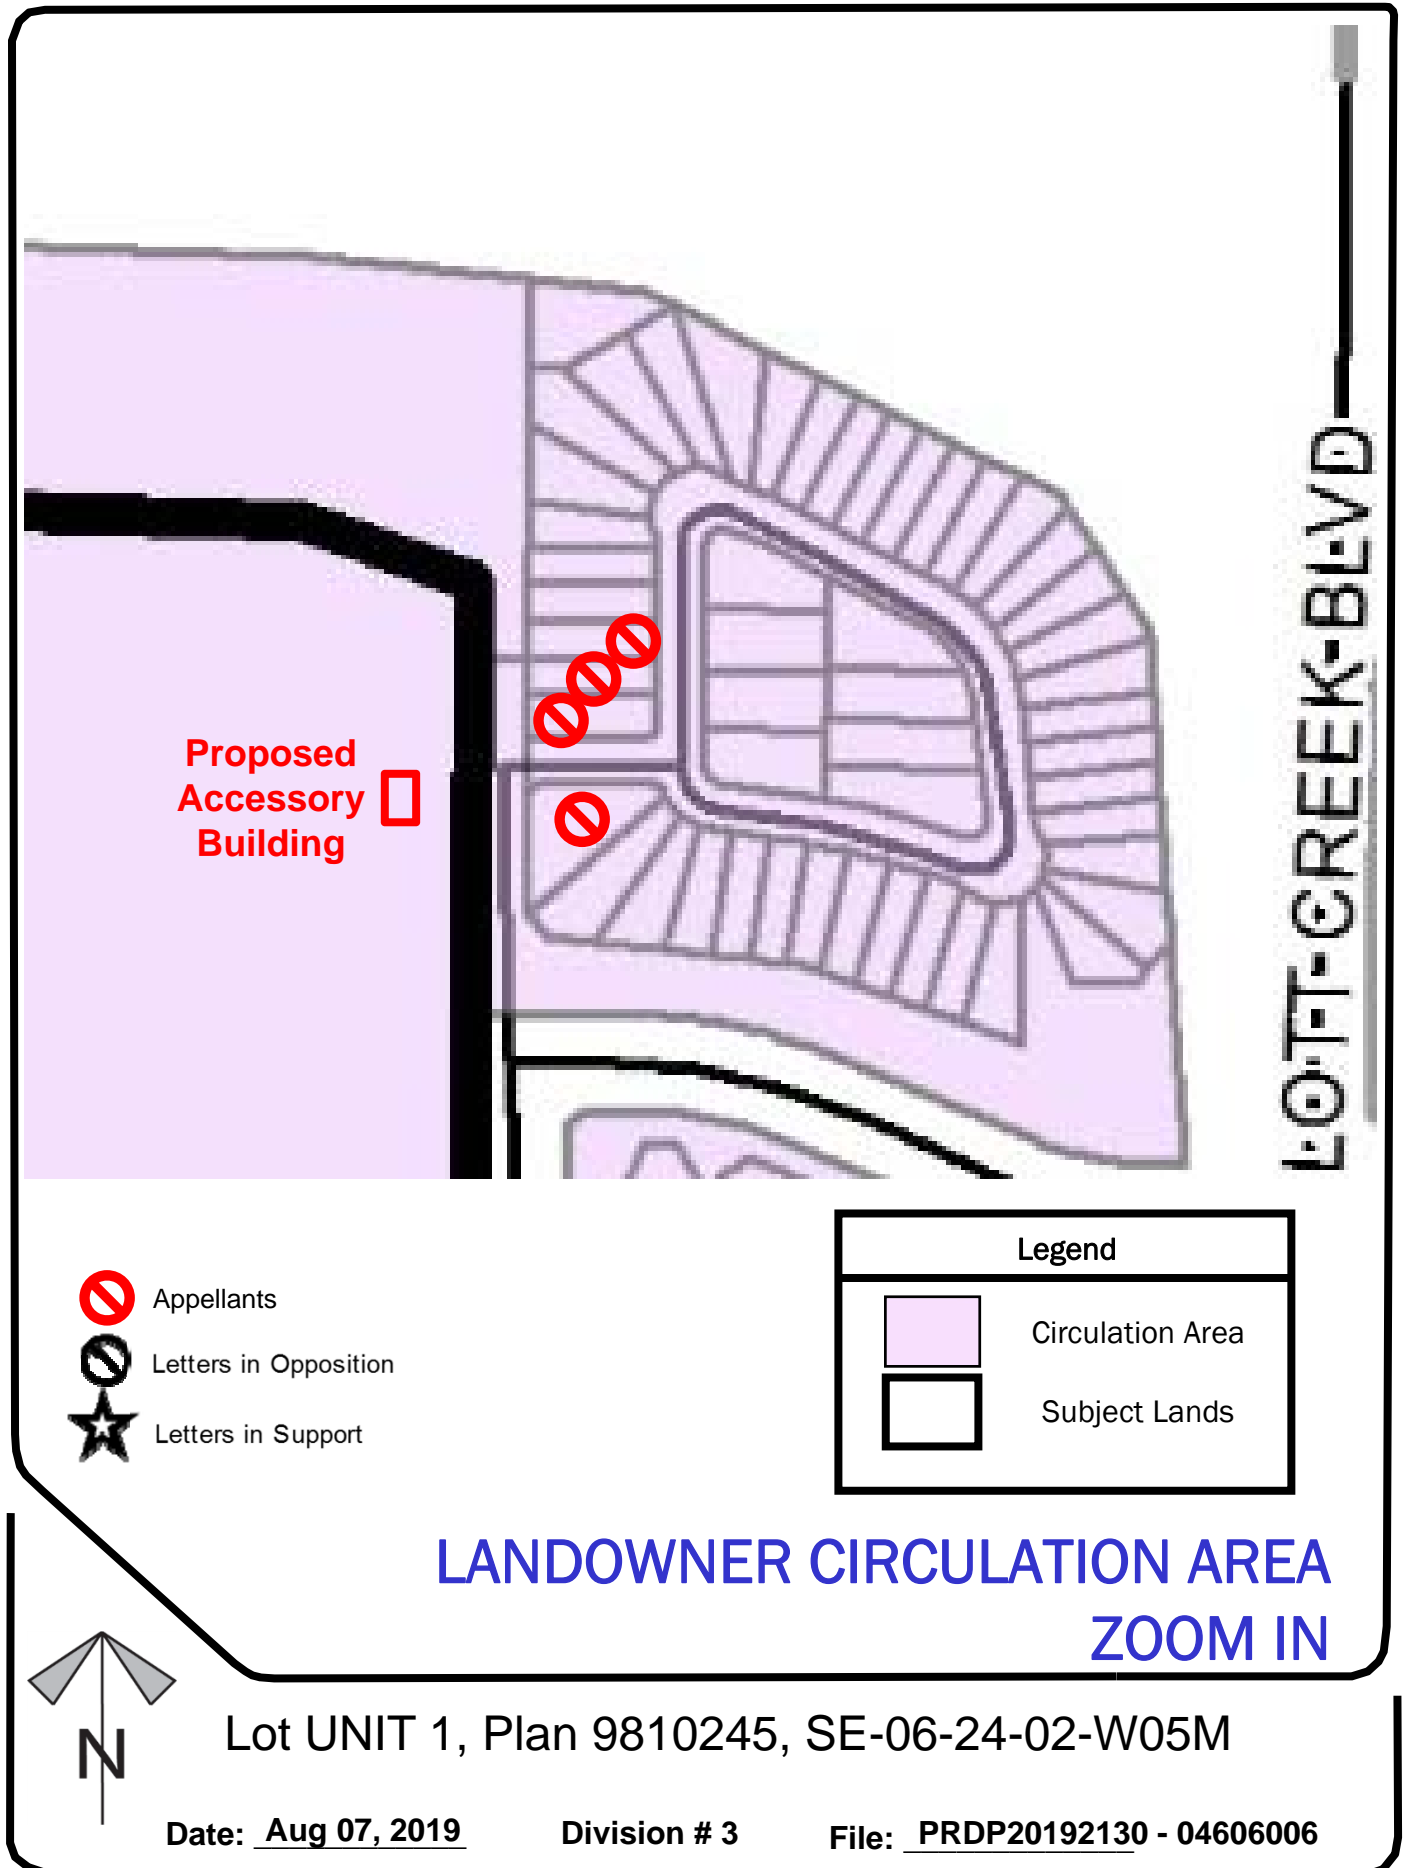 LOTT CREEK BLVD
Proposed
Accessory
Building
Legend
Circulation Area
Subject Lands
Appellants
Letters in Opposition
Letters in Support
LANDOWNER CIRCULATION AREA
ZOOM IN
N
Lot UNIT 1, Plan 9810245, SE-06-24-02-W05M
Date: Aug 07, 2019 Division # 3 File: PRDP20192130 - 04606006